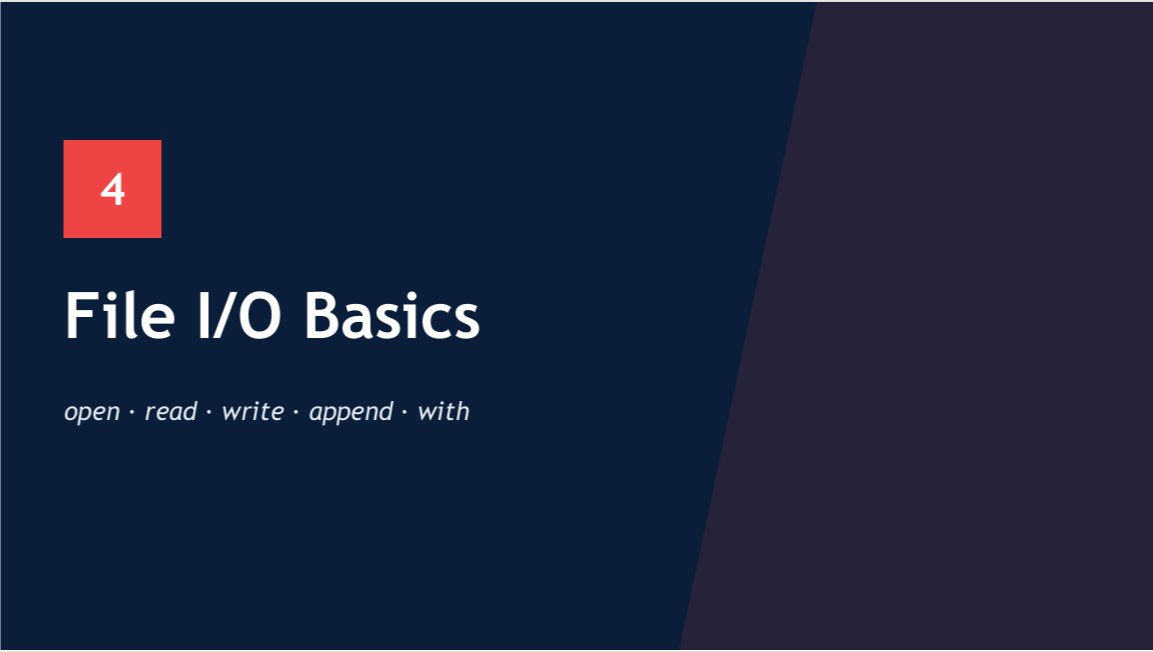 4
File I/O Basics
open · read · write · append · with